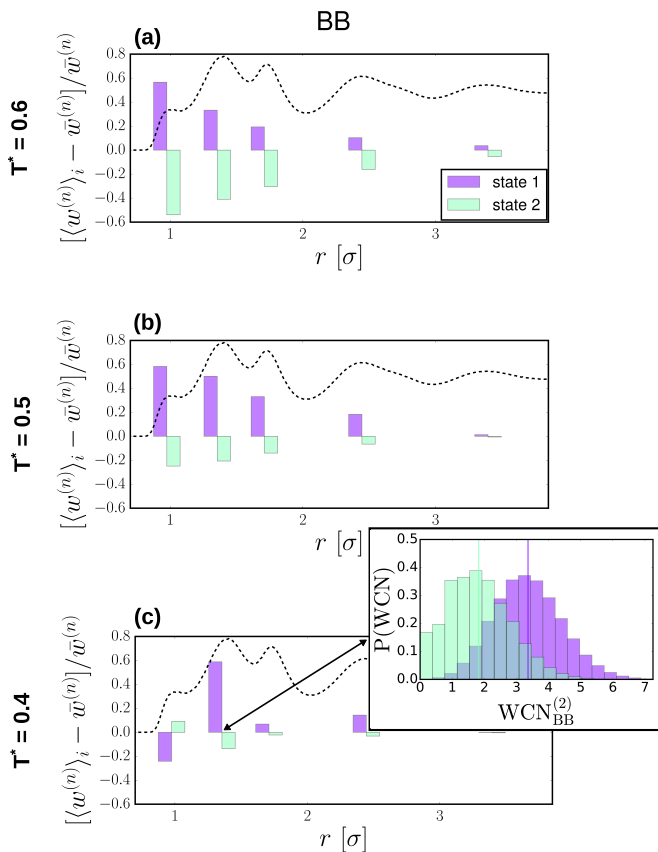 BB
(a)
T* = 0.6
[⟨w⁽ⁿ⁾⟩ᵢ − w̄⁽ⁿ⁾]/w̄⁽ⁿ⁾
0.8
0.6
0.4
0.2
0.0
−0.2
−0.4
−0.6
state 1
state 2
1 2 3
r [σ]
(b)
T* = 0.5
[⟨w⁽ⁿ⁾⟩ᵢ − w̄⁽ⁿ⁾]/w̄⁽ⁿ⁾
0.8
0.6
0.4
0.2
0.0
−0.2
−0.4
−0.6
1 2 3
r [σ]
(c)
T* = 0.4
[⟨w⁽ⁿ⁾⟩ᵢ − w̄⁽ⁿ⁾]/w̄⁽ⁿ⁾
0.8
0.6
0.4
0.2
0.0
−0.2
−0.4
−0.6
1 2 3
r [σ]
P(WCN)
0.5
0.4
0.3
0.2
0.1
0.0
0 1 2 3 4 5 6 7
WCN_BB^(2)